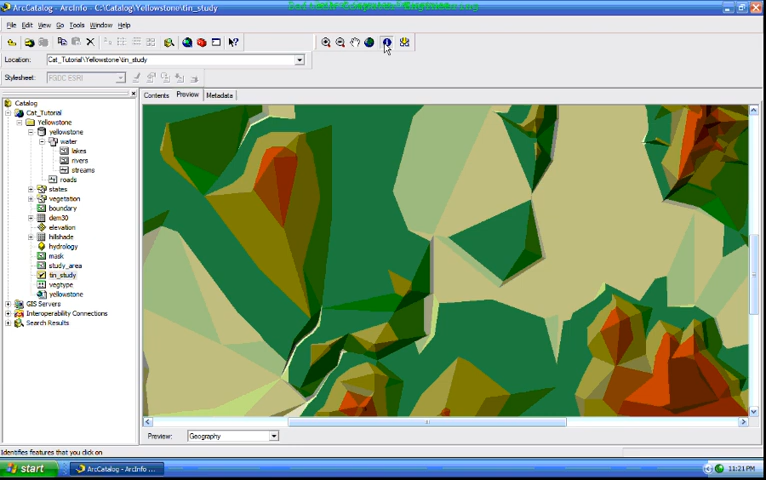 ArcCatalog - ArcInfo - C:\Catalog\Yellowstone\tin_study
File Edit View Go Tools Window Help
Location: Cat_Tutorial\Yellowstone\tin_study
Stylesheet: FGDC ESRI
Contents Preview Metadata
Catalog
Cat_Tutorial
Yellowstone
yellowstone
water
lakes
rivers
streams
roads
states
vegetation
boundary
dem30
elevation
hillshade
hydrology
mask
study_area
tin_study
vegtype
yellowstone
GIS Servers
Interoperability Connections
Search Results
Preview: Geography
Identifies features that you click on
start ArcCatalog - ArcInfo ... 11:21 PM